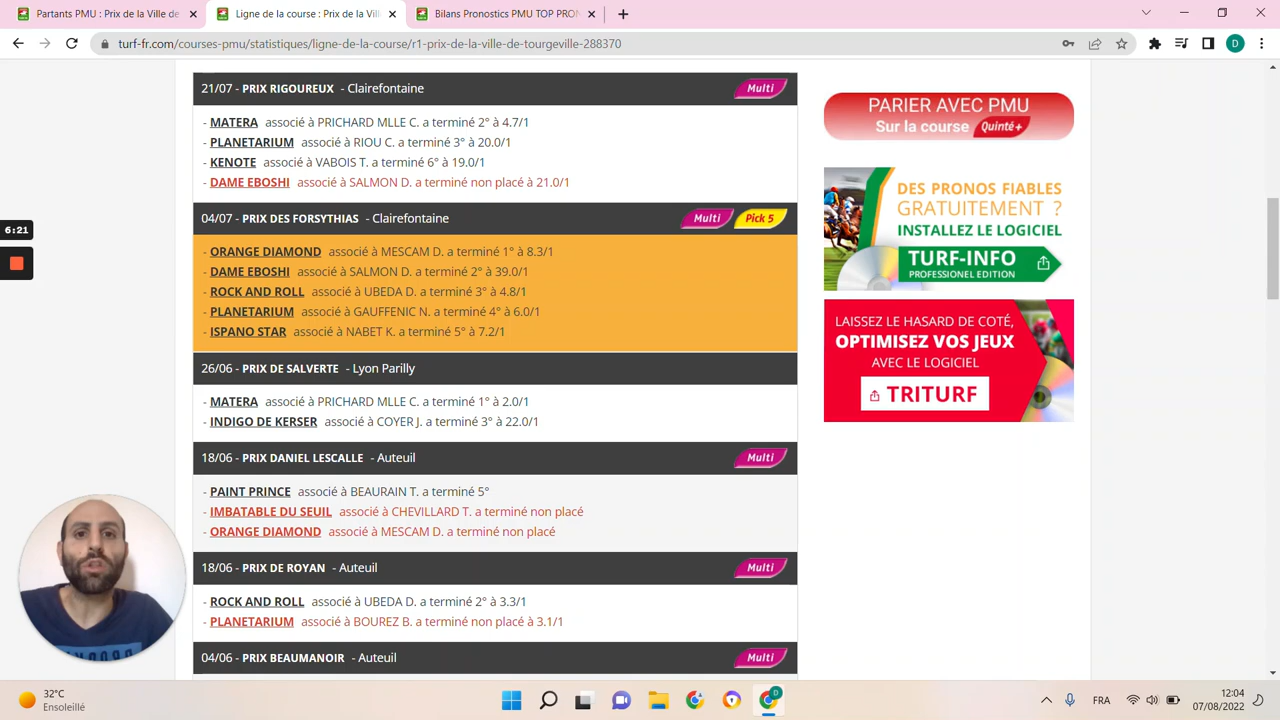 Partants PMU : Prix de la Ville de
Ligne de la course : Prix de la Vil
Bilans Pronostics PMU TOP PRON
turf-fr.com/courses-pmu/statistiques/ligne-de-la-course/r1-prix-de-la-ville-de-tourgeville-288370
D
21/07 - PRIX RIGOUREUX - Clairefontaine Multi
- MATERA associé à PRICHARD MLLE C. a terminé 2° à 4.7/1
- PLANETARIUM associé à RIOU C. a terminé 3° à 20.0/1
- KENOTE associé à VABOIS T. a terminé 6° à 19.0/1
- DAME EBOSHI associé à SALMON D. a terminé non placé à 21.0/1
04/07 - PRIX DES FORSYTHIAS - Clairefontaine Multi Pick 5
- ORANGE DIAMOND associé à MESCAM D. a terminé 1° à 8.3/1
- DAME EBOSHI associé à SALMON D. a terminé 2° à 39.0/1
- ROCK AND ROLL associé à UBEDA D. a terminé 3° à 4.8/1
- PLANETARIUM associé à GAUFFENIC N. a terminé 4° à 6.0/1
- ISPANO STAR associé à NABET K. a terminé 5° à 7.2/1
26/06 - PRIX DE SALVERTE - Lyon Parilly
- MATERA associé à PRICHARD MLLE C. a terminé 1° à 2.0/1
- INDIGO DE KERSER associé à COYER J. a terminé 3° à 22.0/1
18/06 - PRIX DANIEL LESCALLE - Auteuil Multi
- PAINT PRINCE associé à BEAURAIN T. a terminé 5°
- IMBATABLE DU SEUIL associé à CHEVILLARD T. a terminé non placé
- ORANGE DIAMOND associé à MESCAM D. a terminé non placé
18/06 - PRIX DE ROYAN - Auteuil Multi
- ROCK AND ROLL associé à UBEDA D. a terminé 2° à 3.3/1
- PLANETARIUM associé à BOUREZ B. a terminé non placé à 3.1/1
04/06 - PRIX BEAUMANOIR - Auteuil Multi
PARIER AVEC PMU
Sur la course Quinté+
DES PRONOS FIABLES
GRATUITEMENT ?
INSTALLEZ LE LOGICIEL
TURF-INFO
PROFESSIONEL EDITION
LAISSEZ LE HASARD DE COTÉ,
OPTIMISEZ VOS JEUX
AVEC LE LOGICIEL
TRITURF
6:21
32°C
Ensoleillé
D
FRA
12:04
07/08/2022